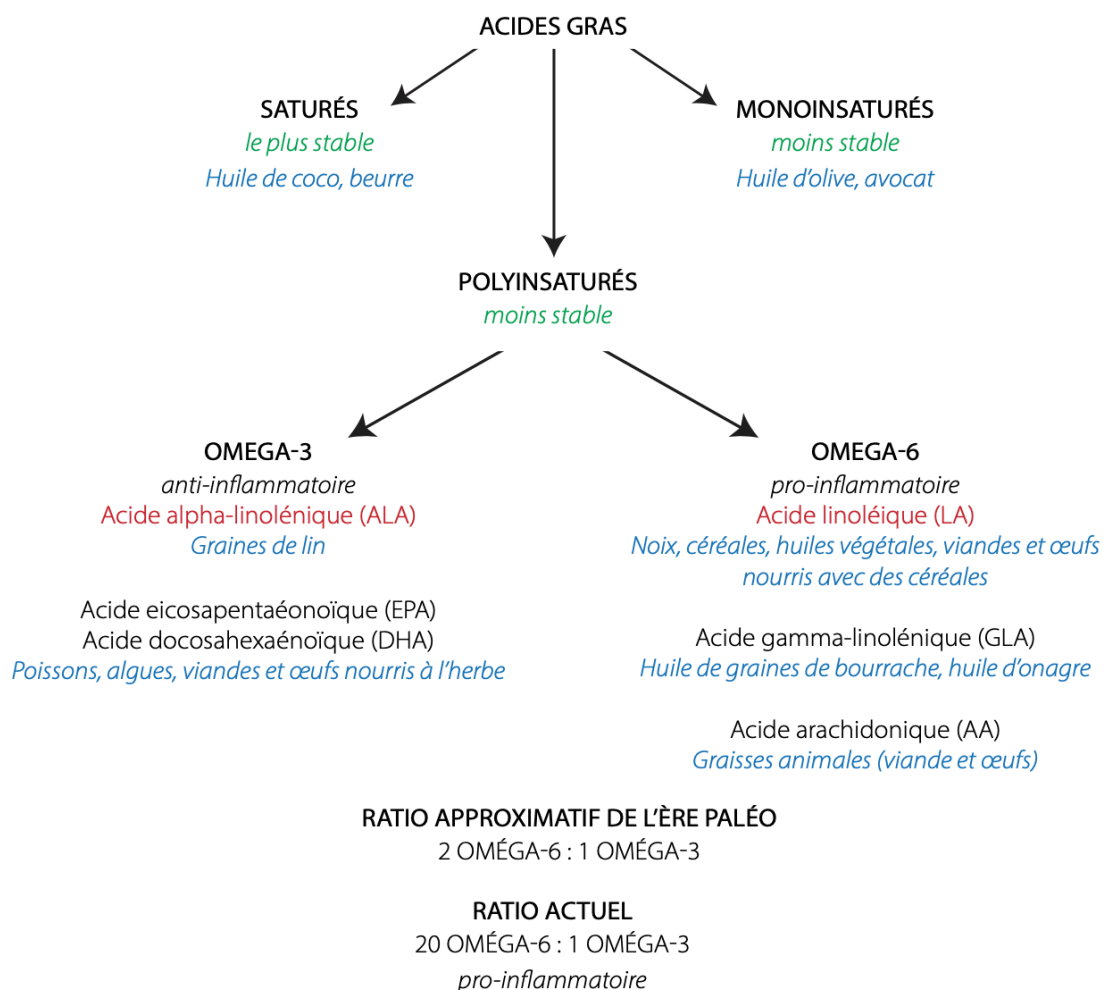 ACIDES GRAS
SATURÉS
le plus stable
Huile de coco, beurre
MONOINSATURÉS
moins stable
Huile d’olive, avocat
POLYINSATURÉS
moins stable
OMEGA-3
anti-inflammatoire
Acide alpha-linolénique (ALA)
Graines de lin
Acide eicosapentaéonoïque (EPA)
Acide docosahexaénoïque (DHA)
Poissons, algues, viandes et œufs nourris à l’herbe
OMEGA-6
pro-inflammatoire
Acide linoléique (LA)
Noix, céréales, huiles végétales, viandes et œufs
nourris avec des céréales
Acide gamma-linolénique (GLA)
Huile de graines de bourrache, huile d’onagre
Acide arachidonique (AA)
Graisses animales (viande et œufs)
RATIO APPROXIMATIF DE L’ÈRE PALÉO
2 OMÉGA-6 : 1 OMÉGA-3
RATIO ACTUEL
20 OMÉGA-6 : 1 OMÉGA-3
pro-inflammatoire